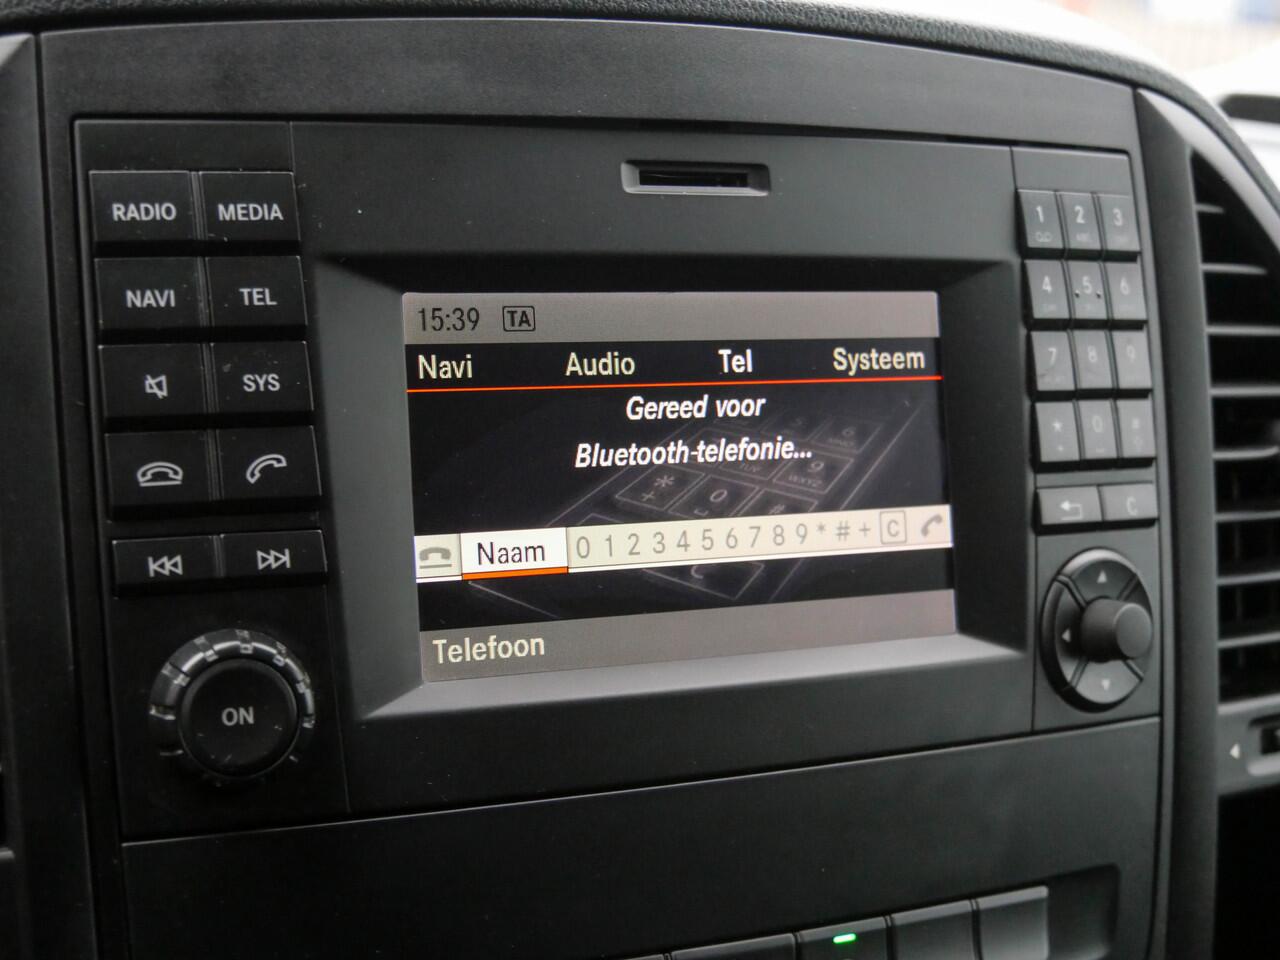 RADIO MEDIA
NAVI TEL
SYS
ON
15:39 TA
Navi Audio Tel Systeem
Gereed voor
Bluetooth-telefonie...
Naam 0 1 2 3 4 5 6 7 8 9 * # + C
Telefoon
1 2 3
4 5 6
7 8 9
* 0 #
C